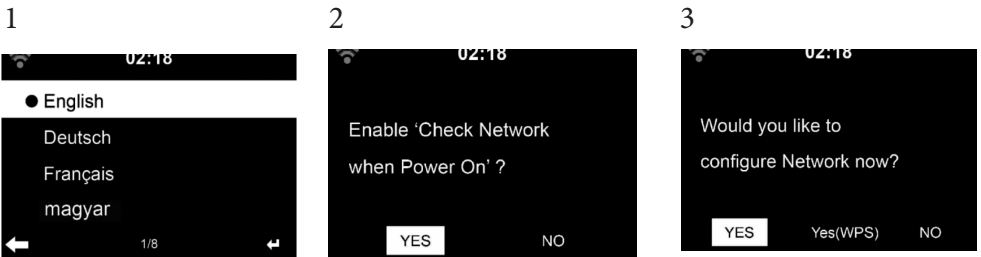 1
02:18
English
Deutsch
Français
magyar
1/8
2
02:18
Enable ‘Check Network
when Power On’ ?
YES NO
3
02:18
Would you like to
configure Network now?
YES Yes(WPS) NO